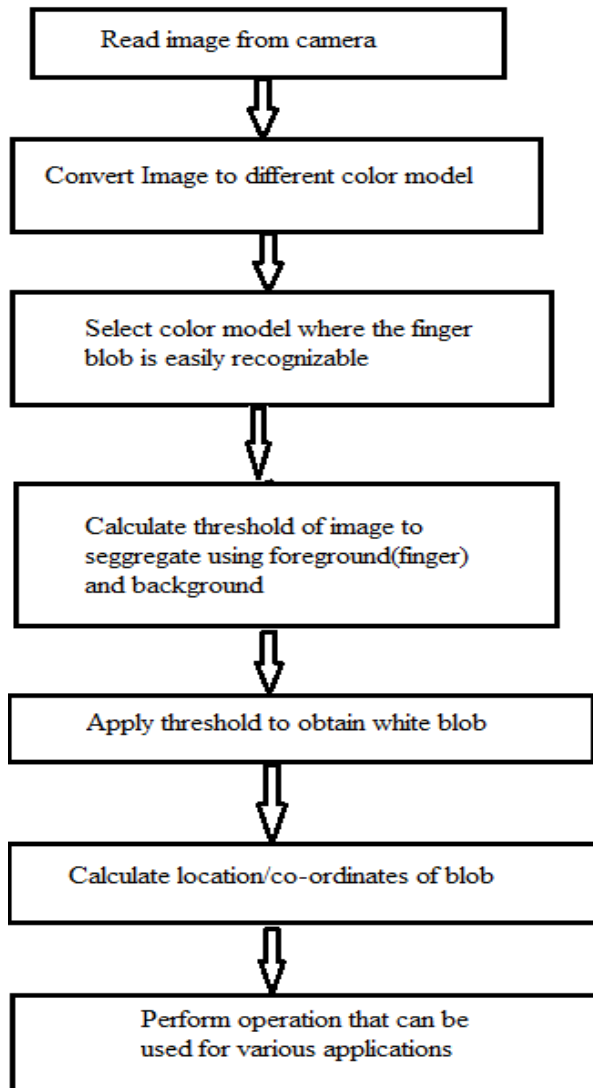 Read image from camera
Convert Image to different color model
Select color model where the finger
blob is easily recognizable
Calculate threshold of image to
seggregate using foreground(finger)
and background
Apply threshold to obtain white blob
Calculate location/co-ordinates of blob
Perform operation that can be
used for various applications